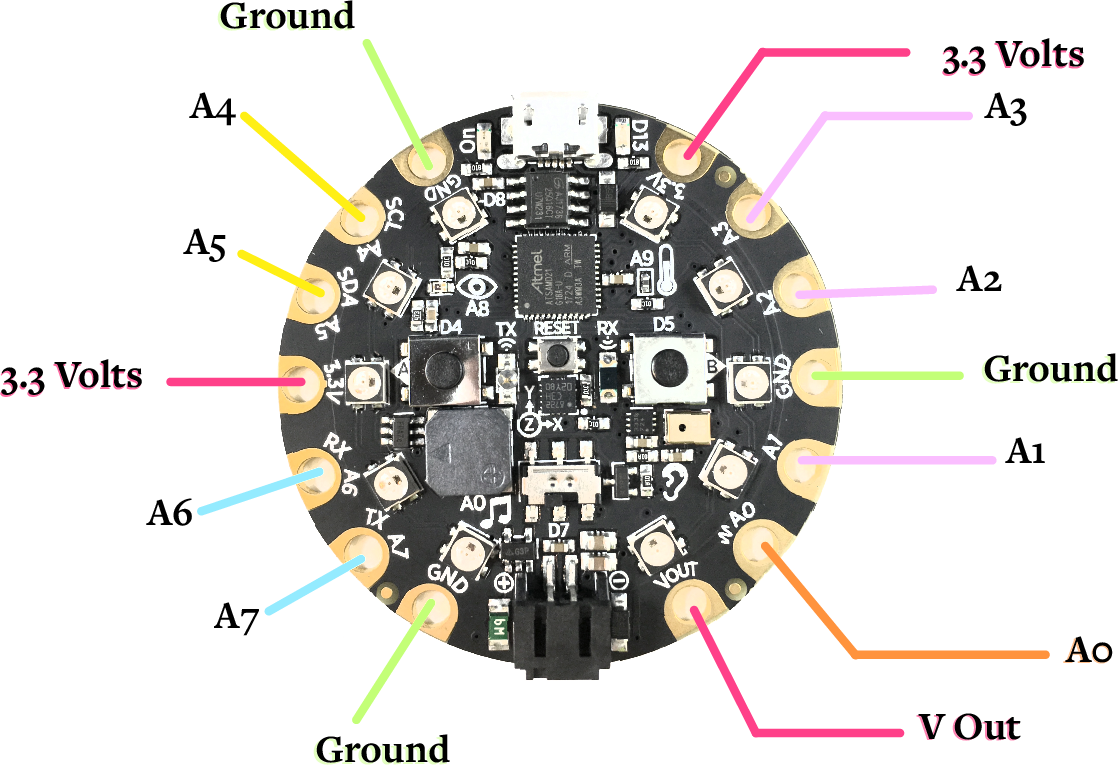 Ground
3.3 Volts
A4
A3
On
D13
GND
D8
3.3V
SCL
A4
A3
A5
Atmel
ATSAMD21
G18A-U
A9
A2
A2
SDA
A5
A8
D4
TX
RESET
RX
D5
3.3 Volts
3.3V
A
B
GND
Ground
Y
Z
X
RX
A6
A1
A1
A6
TX
A7
A0
D7
A0
GND
VOUT
A7
A0
V Out
Ground